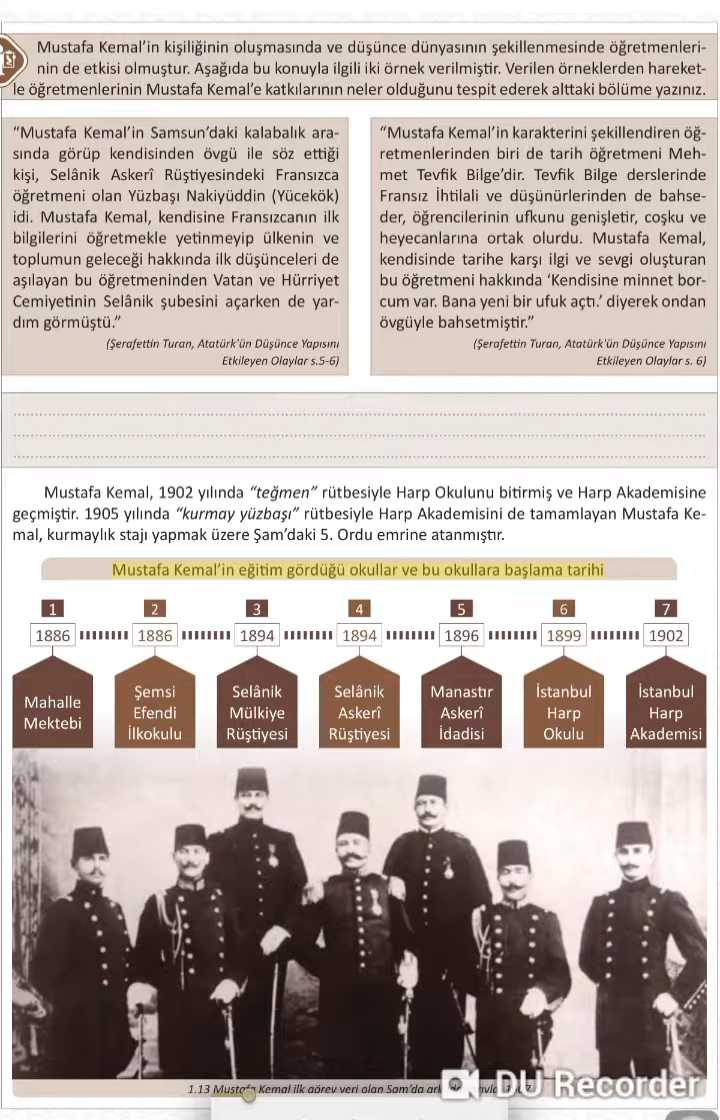 Mustafa Kemal'in kişiliğinin oluşmasında ve düşünce dünyasının şekillenmesinde öğretmenleri-
nin de etkisi olmuştur. Aşağıda bu konuyla ilgili iki örnek verilmiştir. Verilen örneklerden hareket-
le öğretmenlerinin Mustafa Kemal'e katkılarının neler olduğunu tespit ederek alttaki bölüme yazınız.
"Mustafa Kemal'in Samsun'daki kalabalık ara-
sında görüp kendisinden övgü ile söz ettiği
kişi, Selânik Askerî Rüştiyesindeki Fransızca
öğretmeni olan Yüzbaşı Nakiyüddin (Yücekök)
idi. Mustafa Kemal, kendisine Fransızcanın ilk
bilgilerini öğretmekle yetinmeyip ülkenin ve
toplumun geleceği hakkında ilk düşünceleri de
aşılayan bu öğretmeninden Vatan ve Hürriyet
Cemiyetinin Selânik şubesini açarken de yar-
dım görmüştü."
(Şerafettin Turan, Atatürk'ün Düşünce Yapısını
Etkileyen Olaylar s.5-6)
"Mustafa Kemal'in karakterini şekillendiren öğ-
retmenlerinden biri de tarih öğretmeni Meh-
met Tevfik Bilge'dir. Tevfik Bilge derslerinde
Fransız İhtilali ve düşünürlerinden de bahse-
der, öğrencilerinin ufkunu genişletir, coşku ve
heyecanlarına ortak olurdu. Mustafa Kemal,
kendisinde tarihe karşı ilgi ve sevgi oluşturan
bu öğretmeni hakkında 'Kendisine minnet bor-
cum var. Bana yeni bir ufuk açtı.' diyerek ondan
övgüyle bahsetmiştir."
(Şerafettin Turan, Atatürk'ün Düşünce Yapısını
Etkileyen Olaylar s. 6)
Mustafa Kemal, 1902 yılında "teğmen" rütbesiyle Harp Okulunu bitirmiş ve Harp Akademisine
geçmiştir. 1905 yılında "kurmay yüzbaşı" rütbesiyle Harp Akademisini de tamamlayan Mustafa Ke-
mal, kurmaylık stajı yapmak üzere Şam'daki 5. Ordu emrine atanmıştır.
Mustafa Kemal'in eğitim gördüğü okullar ve bu okullara başlama tarihi
1 2 3 4 5 6 7
1886 1886 1894 1894 1896 1899 1902
Mahalle
Mektebi
Şemsi
Efendi
İlkokulu
Selânik
Mülkiye
Rüştiyesi
Selânik
Askerî
Rüştiyesi
Manastır
Askerî
İdadisi
İstanbul
Harp
Okulu
İstanbul
Harp
Akademisi
1.13 Mustafa Kemal ilk görev yeri olan Şam'da
DU Recorder